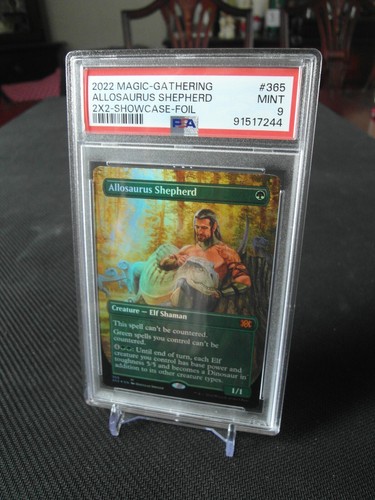 2022 MAGIC-GATHERING #365
ALLOSAURUS SHEPHERD MINT
2X2-SHOWCASE-FOIL 9
PSA 91517244
Allosaurus Shepherd
Creature — Elf Shaman
This spell can't be countered.
Green spells you control can't be
countered.
Until end of turn, each Elf
creature you control has base power and
toughness 5/5 and becomes a Dinosaur in
addition to its other creature types.
1/1